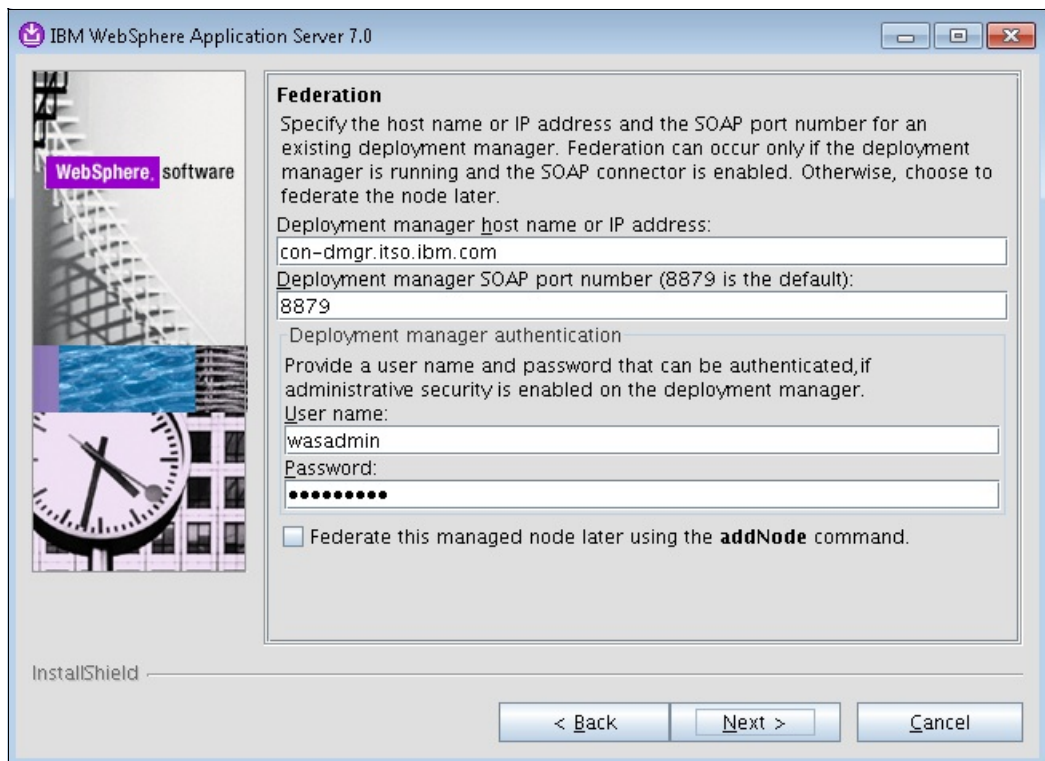 IBM WebSphere Application Server 7.0
WebSphere. software
Federation
Specify the host name or IP address and the SOAP port number for an
existing deployment manager. Federation can occur only if the deployment
manager is running and the SOAP connector is enabled. Otherwise, choose to
federate the node later.
Deployment manager host name or IP address:
con-dmgr.itso.ibm.com
Deployment manager SOAP port number (8879 is the default):
8879
Deployment manager authentication
Provide a user name and password that can be authenticated,if
administrative security is enabled on the deployment manager.
User name:
wasadmin
Password:
•••••••••
Federate this managed node later using the addNode command.
InstallShield
< Back
Next >
Cancel